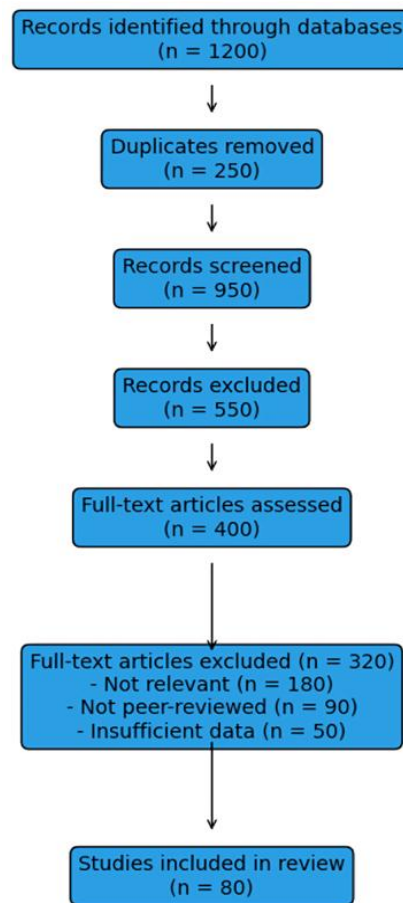 Records identified through databases
(n = 1200)
Duplicates removed
(n = 250)
Records screened
(n = 950)
Records excluded
(n = 550)
Full-text articles assessed
(n = 400)
Full-text articles excluded (n = 320)
- Not relevant (n = 180)
- Not peer-reviewed (n = 90)
- Insufficient data (n = 50)
Studies included in review
(n = 80)